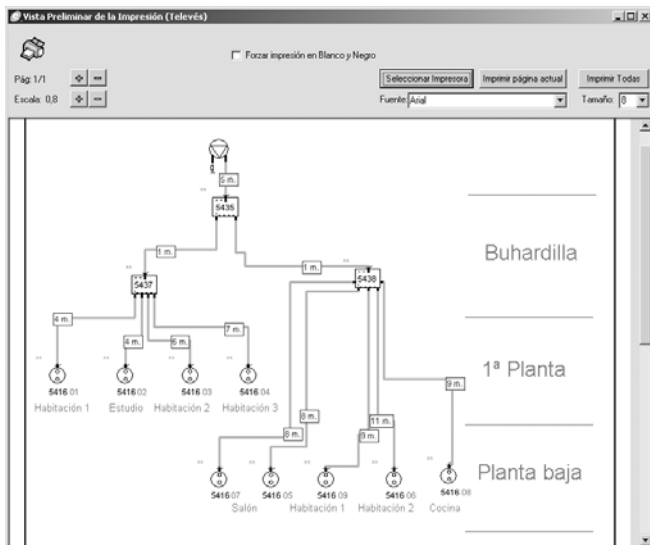 Vista Preliminar de la Impresión (Televés)
Forzar impresión en Blanco y Negro
Pág: 1/1
Seleccionar Impresora
Imprimir página actual
Imprimir Todas
Escala: 0,8
Fuente: Arial
Tamaño: 8
5 m.
5435
Buhardilla
1 m.
1 m.
5437
5438
4 m.
4 m.
6 m.
7 m.
9 m.
1ª Planta
5416 01
5416 02
5416 03
5416 04
Habitación 1
Estudio
Habitación 2
Habitación 3
8 m.
8 m.
9 m.
11 m.
Planta baja
5416 07
5416 05
5416 09
5416 06
5416 08
Salón
Habitación 1
Habitación 2
Cocina